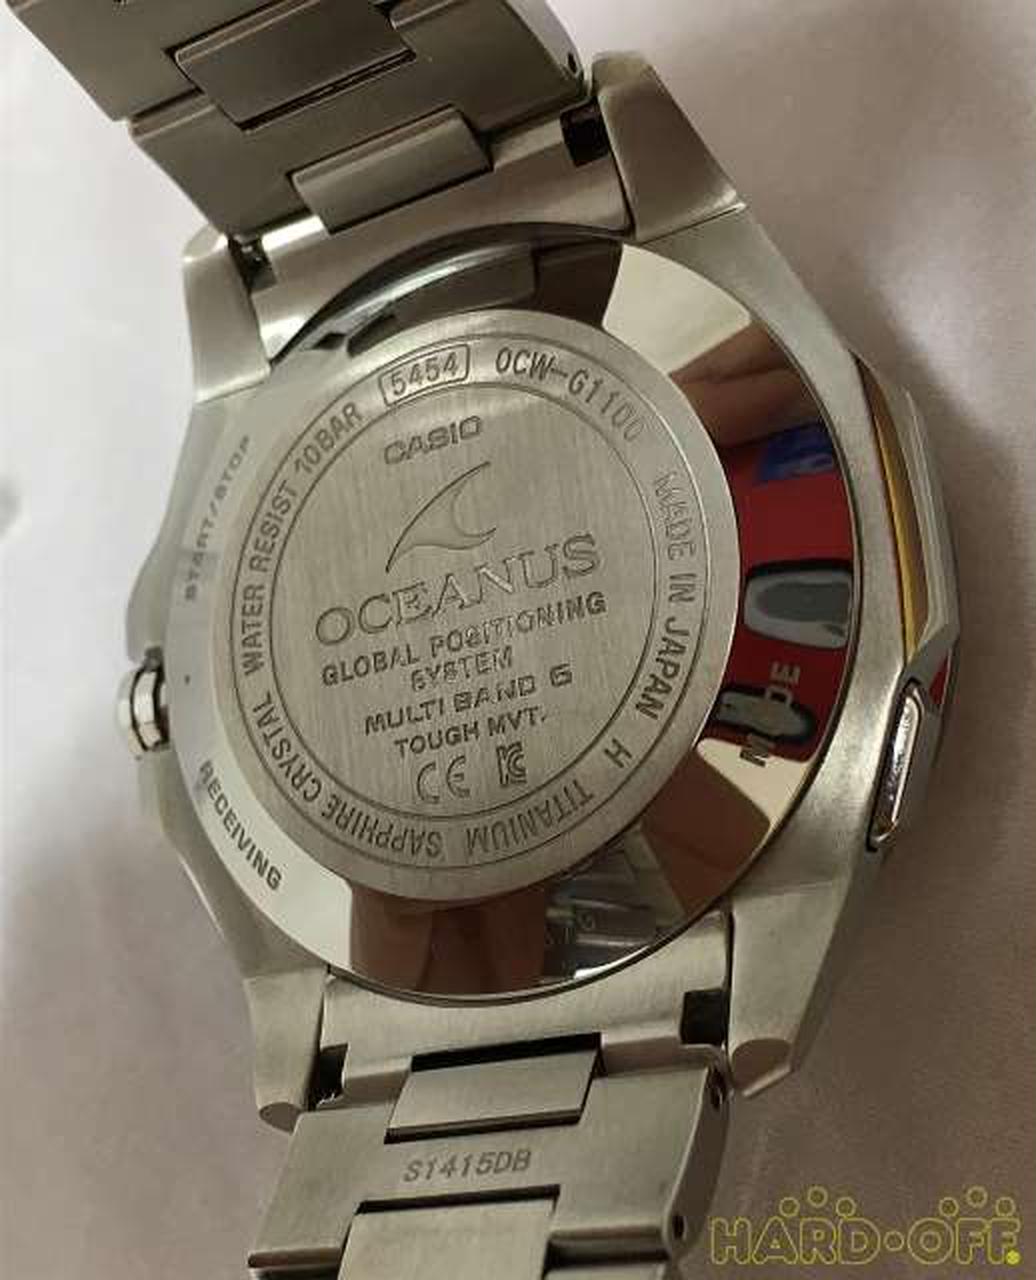 5454 OCW-G1100
MADE IN JAPAN H
TITANIUM SAPPHIRE CRYSTAL WATER RESIST 10BAR
CASIO
OCEANUS
GLOBAL POSITIONING
SYSTEM
MULTI BAND 6
TOUGH MVT.
CE
START/STOP
RECEIVING
S1415DB
HARD·OFF